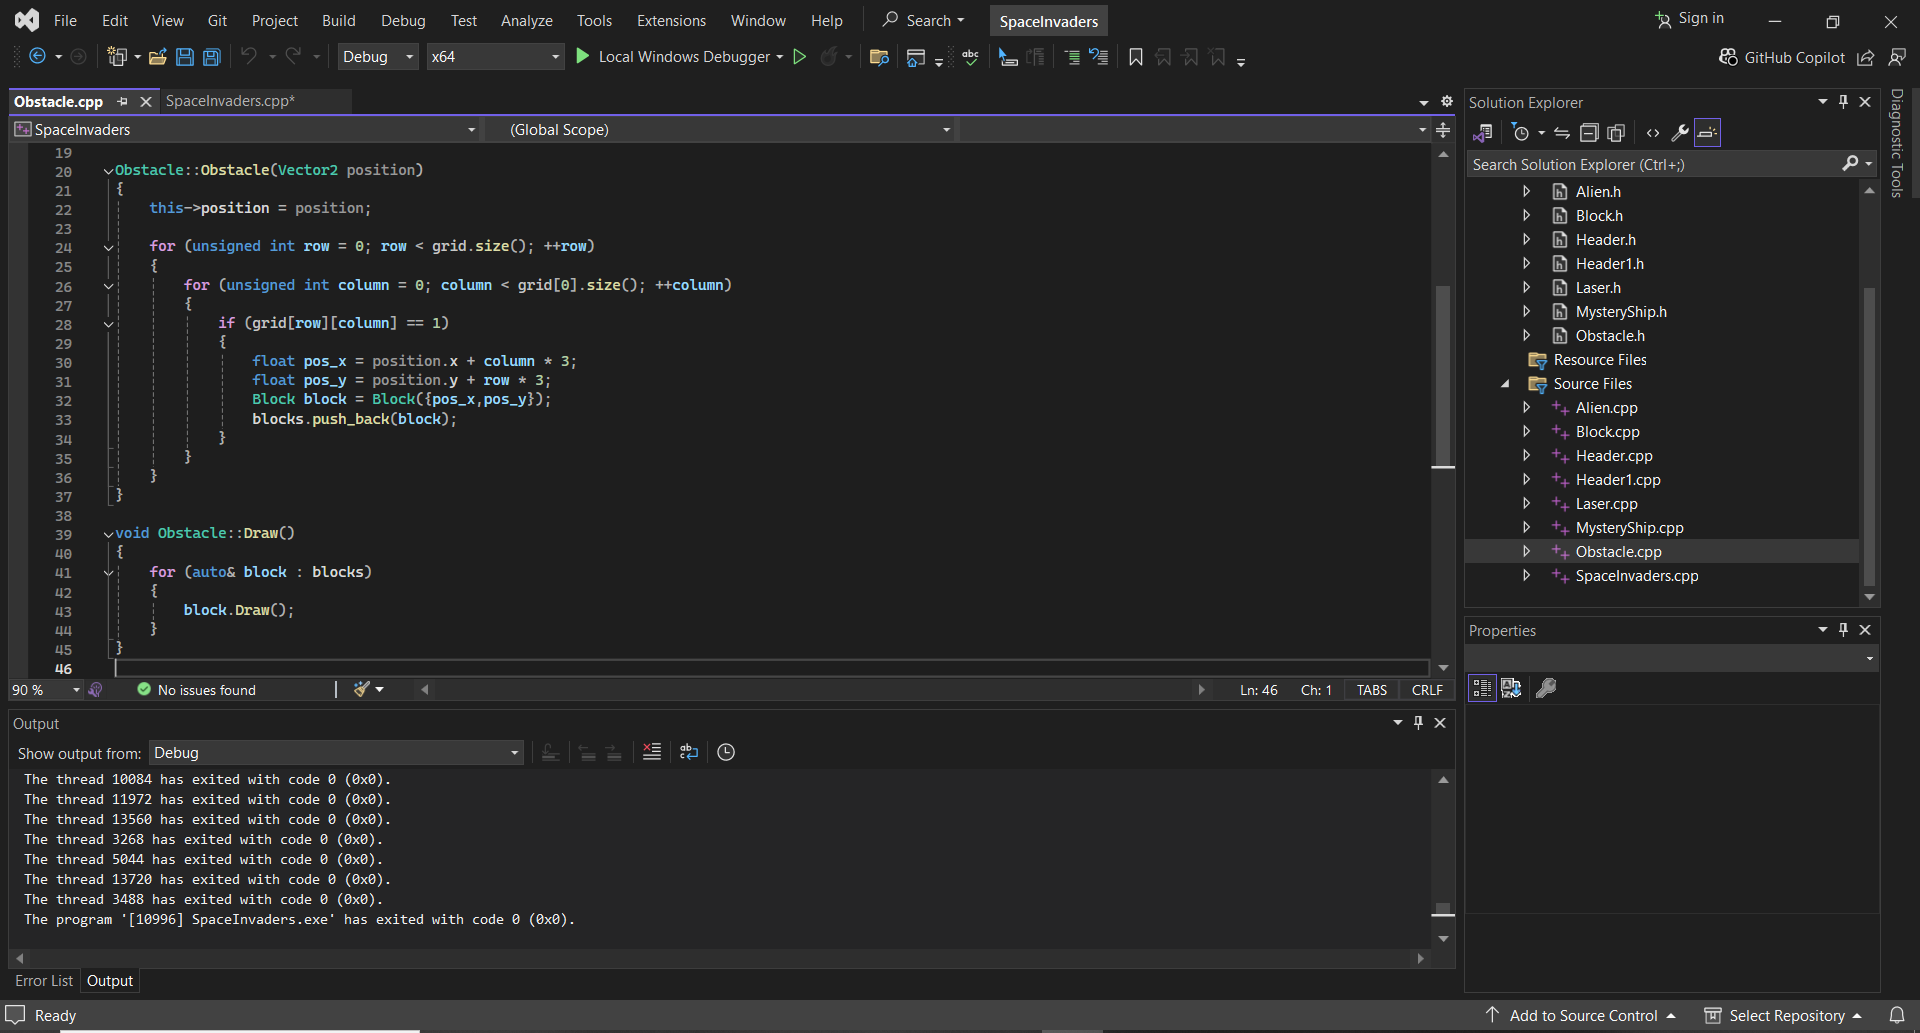 File Edit View Git Project Build Debug Test Analyze Tools Extensions Window Help Search SpaceInvaders Sign in
Debug x64 Local Windows Debugger abc GitHub Copilot
Obstacle.cpp SpaceInvaders.cpp*
SpaceInvaders (Global Scope)
19
20 Obstacle::Obstacle(Vector2 position)
21 {
22 this->position = position;
23
24 for (unsigned int row = 0; row < grid.size(); ++row)
25 {
26 for (unsigned int column = 0; column < grid[0].size(); ++column)
27 {
28 if (grid[row][column] == 1)
29 {
30 float pos_x = position.x + column * 3;
31 float pos_y = position.y + row * 3;
32 Block block = Block({pos_x,pos_y});
33 blocks.push_back(block);
34 }
35 }
36 }
37 }
38
39 void Obstacle::Draw()
40 {
41 for (auto& block : blocks)
42 {
43 block.Draw();
44 }
45 }
46
90 % No issues found Ln: 46 Ch: 1 TABS CRLF
Output
Show output from: Debug
The thread 10084 has exited with code 0 (0x0).
The thread 11972 has exited with code 0 (0x0).
The thread 13560 has exited with code 0 (0x0).
The thread 3268 has exited with code 0 (0x0).
The thread 5044 has exited with code 0 (0x0).
The thread 13720 has exited with code 0 (0x0).
The thread 3488 has exited with code 0 (0x0).
The program '[10996] SpaceInvaders.exe' has exited with code 0 (0x0).
Error List Output
Solution Explorer
Search Solution Explorer (Ctrl+;)
Alien.h
Block.h
Header.h
Header1.h
Laser.h
MysteryShip.h
Obstacle.h
Resource Files
Source Files
Alien.cpp
Block.cpp
Header.cpp
Header1.cpp
Laser.cpp
MysteryShip.cpp
Obstacle.cpp
SpaceInvaders.cpp
Properties
Diagnostic Tools
Ready Add to Source Control Select Repository